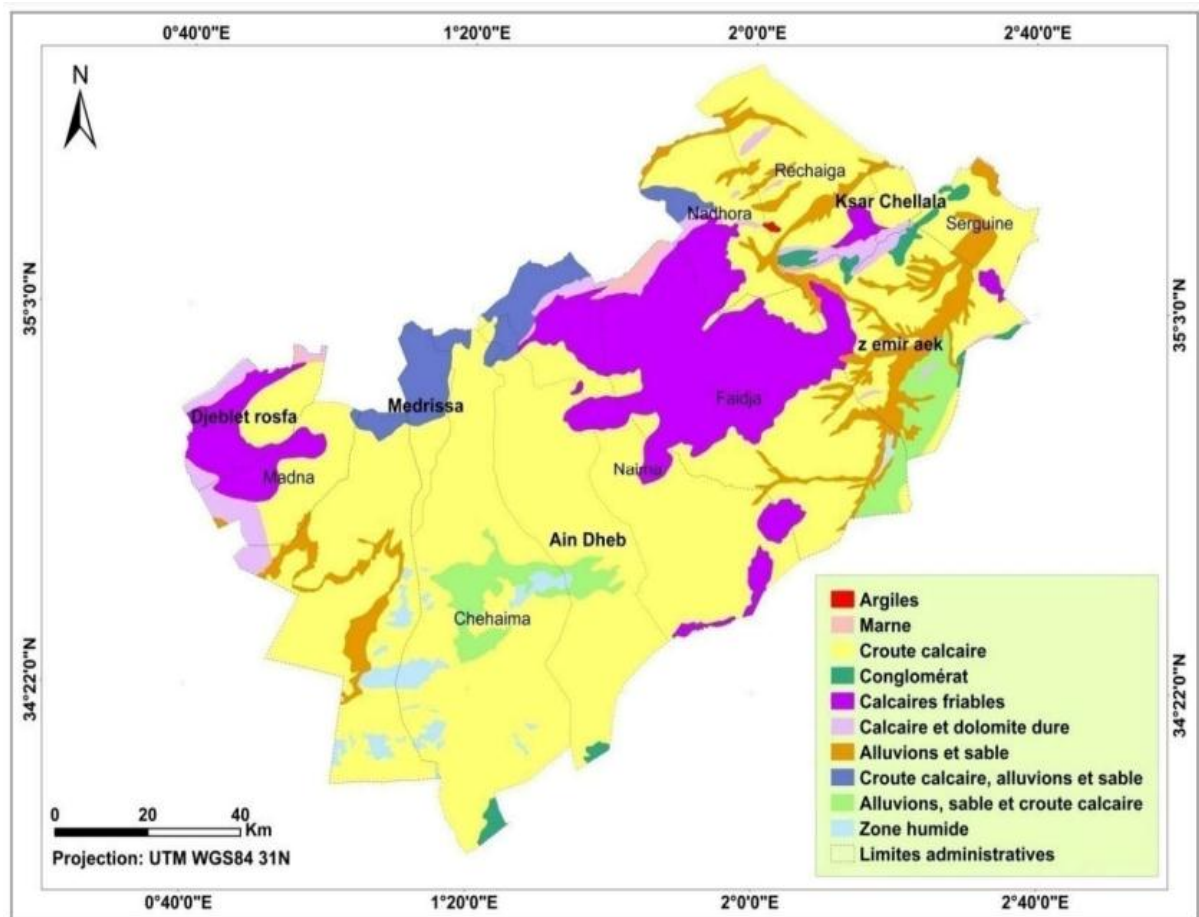 0°40'0"E 1°20'0"E 2°0'0"E 2°40'0"E
N
Rechaiga
Ksar Chellala
Nadhora
Serguine
35°3'0"N
35°3'0"N
z emir aek
Faidja
Medrissa
Djeblet rosfa
Madna
Naima
Ain Dheb
Chehaima
34°22'0"N
34°22'0"N
Argiles
Marne
Croute calcaire
Conglomérat
Calcaires friables
Calcaire et dolomite dure
Alluvions et sable
Croute calcaire, alluvions et sable
Alluvions, sable et croute calcaire
Zone humide
Limites administratives
0 20 40
Km
Projection: UTM WGS84 31N
0°40'0"E 1°20'0"E 2°0'0"E 2°40'0"E